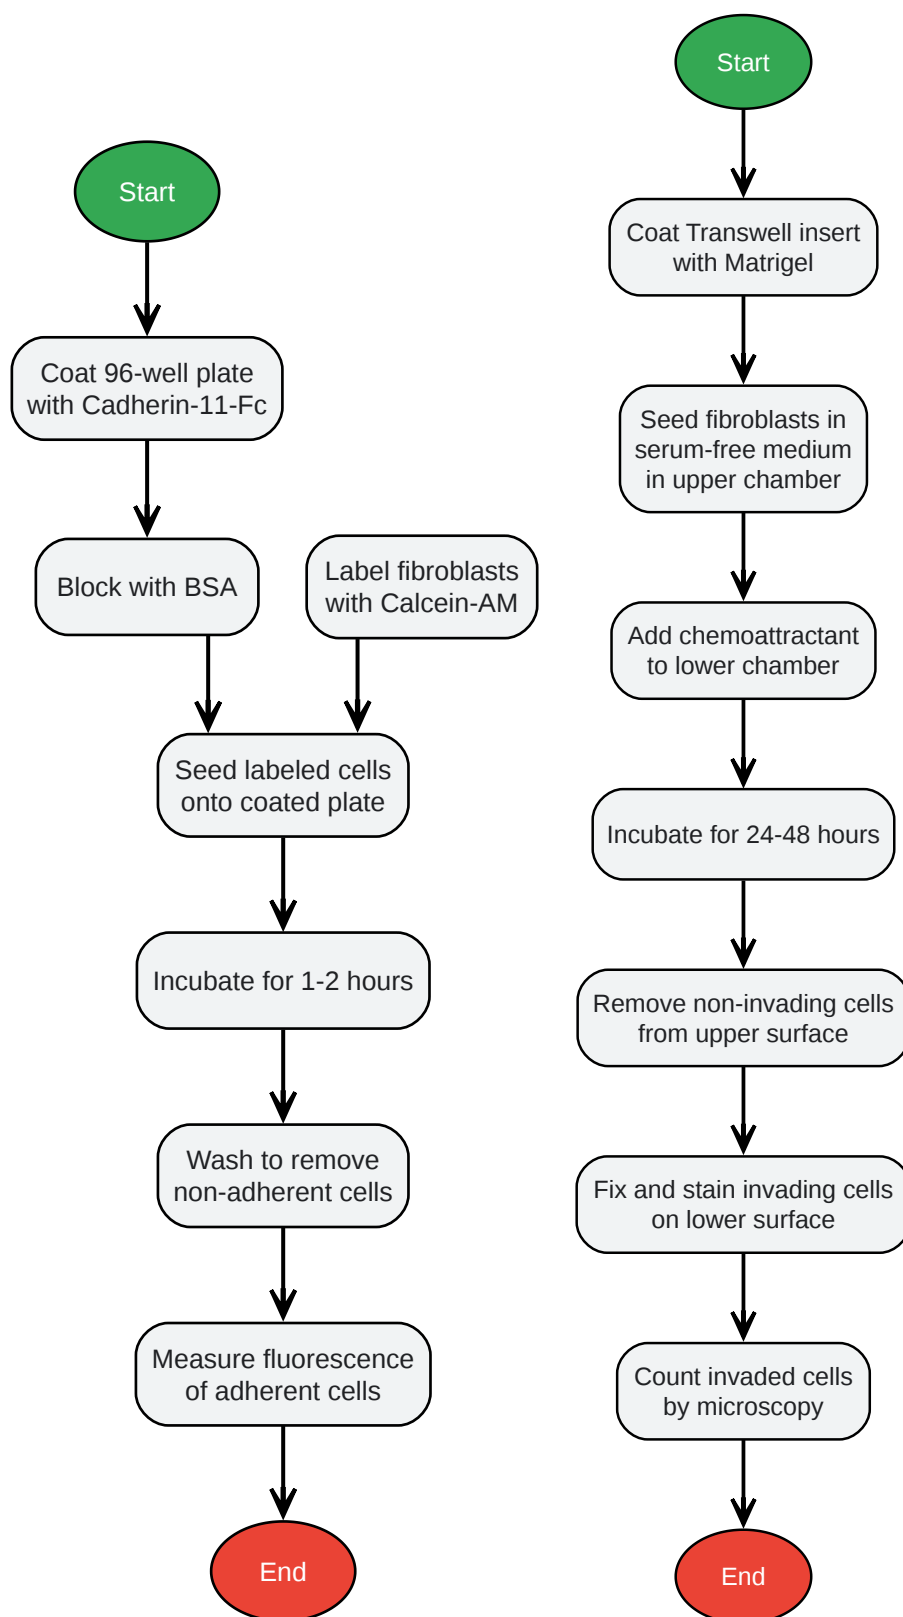 Start
Coat 96-well plate
with Cadherin-11-Fc
Block with BSA
Label fibroblasts
with Calcein-AM
Seed labeled cells
onto coated plate
Incubate for 1-2 hours
Wash to remove
non-adherent cells
Measure fluorescence
of adherent cells
End
Start
Coat Transwell insert
with Matrigel
Seed fibroblasts in
serum-free medium
in upper chamber
Add chemoattractant
to lower chamber
Incubate for 24-48 hours
Remove non-invading cells
from upper surface
Fix and stain invading cells
on lower surface
Count invaded cells
by microscopy
End